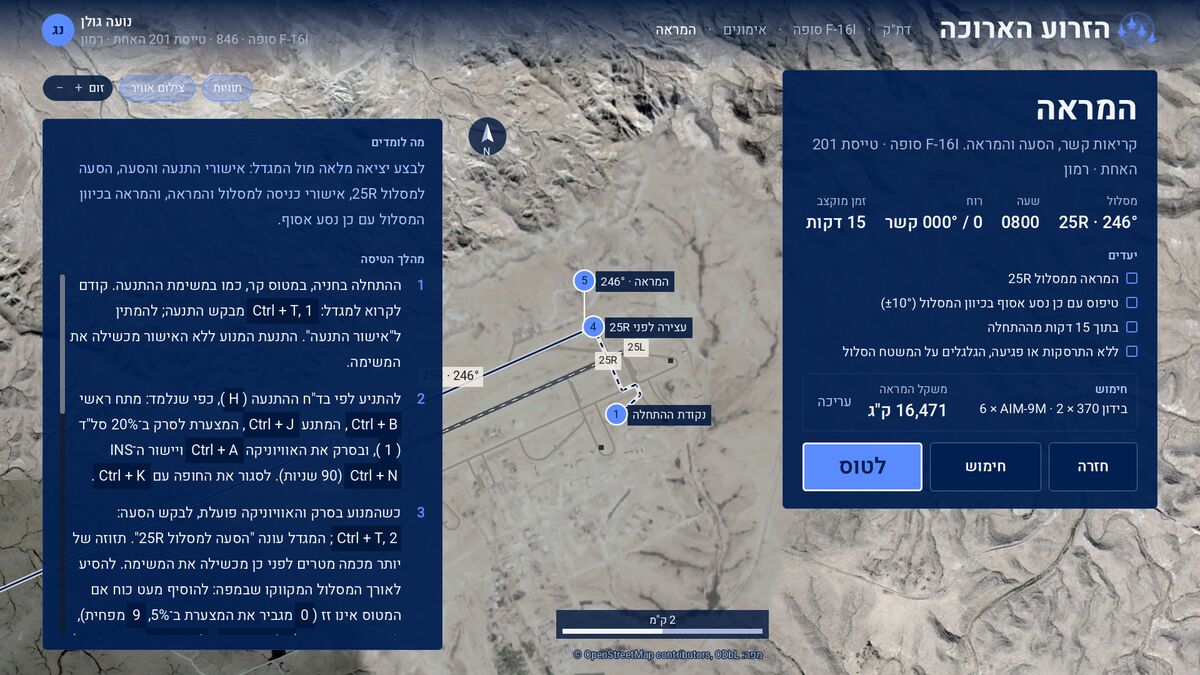 הזרוע הארוכה
דת"ק · F-16I סופה · אימונים · המראה
נועה גולן
F-16I סופה · 846 · טייסת 201 האחת · רמון
נג
תוויות
צילום אוויר
זום + −
המראה
קריאות קשר, הסעה והמראה. F-16I סופה · טייסת 201
האחת · רמון
מסלול
25R · 246°
שעה
0800
רוח
000° / 0 קשר
זמן מוקצב
15 דקות
יעדים
המראה ממסלול 25R
טיפוס עם כן נסע אסוף בכיוון המסלול (±10°)
בתוך 15 דקות מההתחלה
ללא התרסקות או פגיעה, הגלגלים על המשטח הסלול
חימוש
6 × AIM-9M · 2 × 370 בידון
משקל המראה
16,471 ק"ג
עריכה
חזרה
חימוש
לטוס
N
5
המראה · 246°
4
עצירה לפני 25R
25L
25R
25R · 246°
1
נקודת ההתחלה
2 ק"מ
מפה: © OpenStreetMap contributors, ODbL
מה לומדים
לבצע יציאה מלאה מול המגדל: אישורי התנעה והסעה, הסעה
למסלול 25R, אישורי כניסה למסלול והמראה, והמראה בכיוון
המסלול עם כן נסע אסוף.
מהלך הטיסה
1 ההתחלה בחניה, במטוס קר, כמו במשימת ההתנעה. קודם
לקרוא למגדל: Ctrl + T, 1 מבקש התנעה; להמתין
ל"אישור התנעה". התנעת המנוע ללא האישור מכשילה את
המשימה.
2 להתניע לפי בד"ח ההתנעה ( H ), כפי שנלמד: מתח ראשי
Ctrl + B , המתנע Ctrl + J , המצערת לסרק ב־20% סל"ד
( 1 ), ובסרק את האוויוניקה Ctrl + A ויישור ה־INS
Ctrl + N (90 שניות). לסגור את החופה עם Ctrl + K .
3 כשהמנוע בסרק והאוויוניקה פועלת, לבקש הסעה:
Ctrl + T, 2 ; המגדל עונה "הסעה למסלול 25R". תזוזה של
יותר מכמה מטרים לפני כן מכשילה את המשימה. להסיע
לאורך המסלול המקווקו שבמפה: להוסיף מעט כוח אם
המטוס אינו זז ( 0 מגביר את המצערת ב־5%, 9 מפחית),